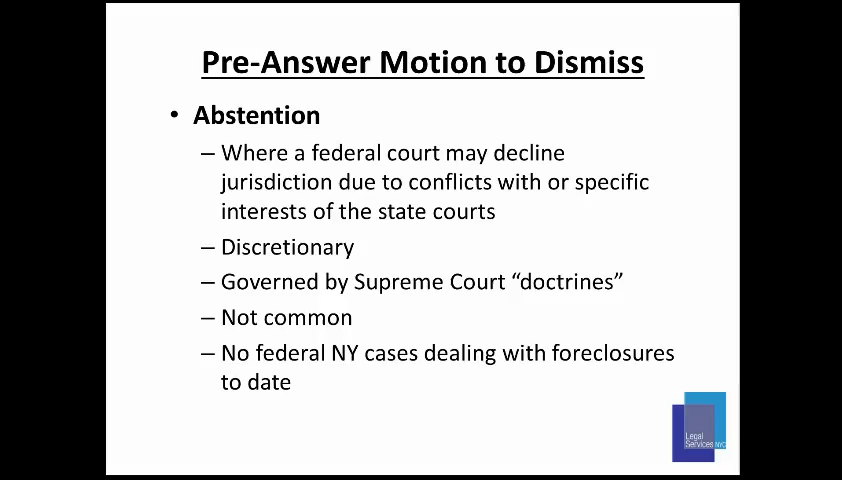 Pre-Answer Motion to Dismiss
• Abstention
– Where a federal court may decline
jurisdiction due to conflicts with or specific
interests of the state courts
– Discretionary
– Governed by Supreme Court “doctrines”
– Not common
– No federal NY cases dealing with foreclosures
to date
Legal
Services NYC